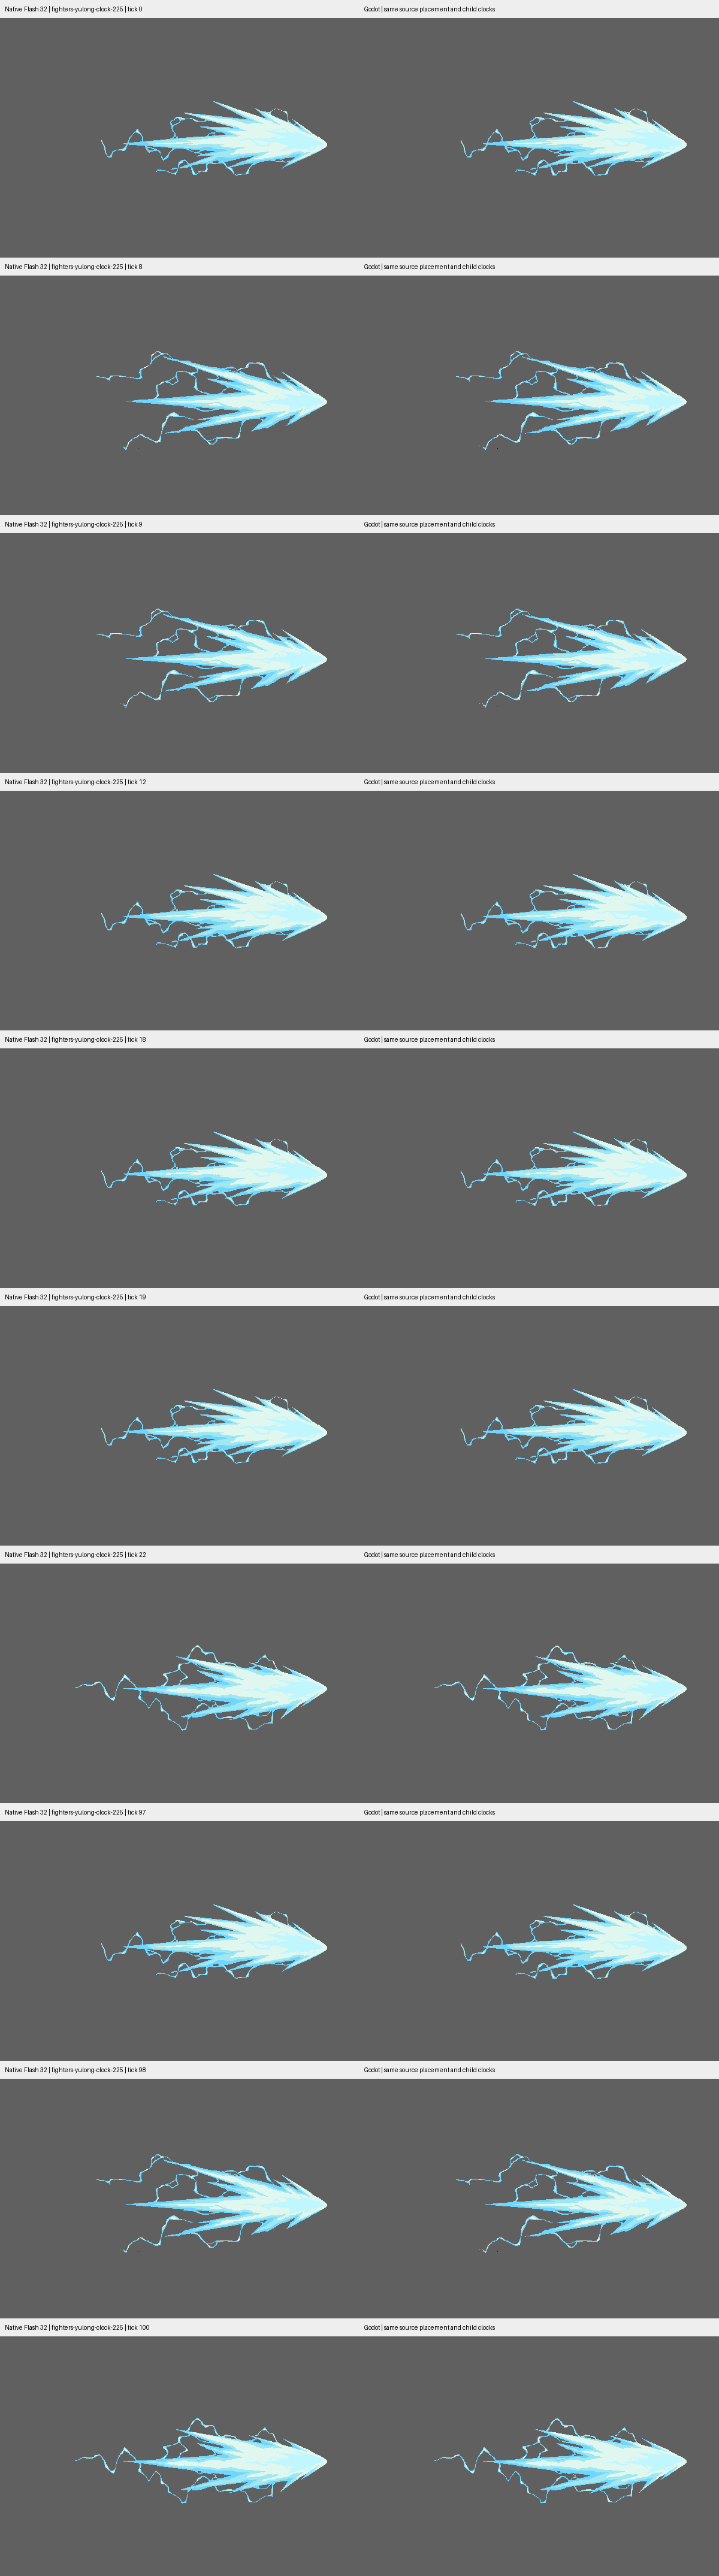 Native Flash 32 | fighters-yulong-clock-225 | tick 0
Godot | same source placement and child clocks
Native Flash 32 | fighters-yulong-clock-225 | tick 8
Godot | same source placement and child clocks
Native Flash 32 | fighters-yulong-clock-225 | tick 9
Godot | same source placement and child clocks
Native Flash 32 | fighters-yulong-clock-225 | tick 12
Godot | same source placement and child clocks
Native Flash 32 | fighters-yulong-clock-225 | tick 18
Godot | same source placement and child clocks
Native Flash 32 | fighters-yulong-clock-225 | tick 19
Godot | same source placement and child clocks
Native Flash 32 | fighters-yulong-clock-225 | tick 22
Godot | same source placement and child clocks
Native Flash 32 | fighters-yulong-clock-225 | tick 97
Godot | same source placement and child clocks
Native Flash 32 | fighters-yulong-clock-225 | tick 98
Godot | same source placement and child clocks
Native Flash 32 | fighters-yulong-clock-225 | tick 100
Godot | same source placement and child clocks